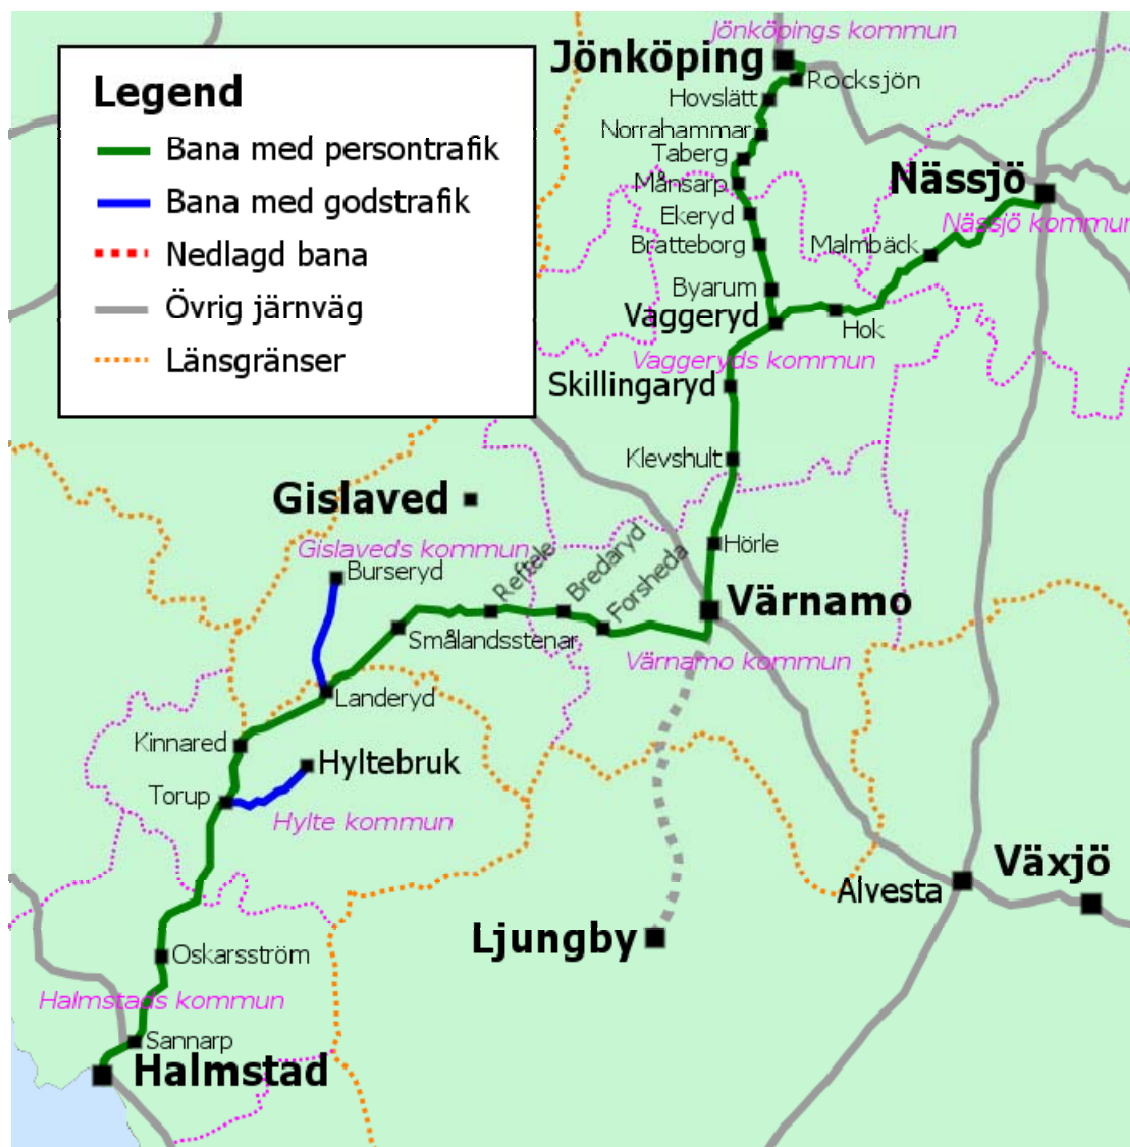 Jönköpings kommun
Jönköping
Rocksjön
Hovslätt
Norrahammar
Taberg
Månsarp
Nässjö
Ekeryd
Nässjö kommun
Bratteborg
Malmbäck
Byarum
Vaggeryd
Hok
Vaggeryds kommun
Skillingaryd
Klevshult
Legend
Bana med persontrafik
Bana med godstrafik
Nedlagd bana
Övrig järnväg
Länsgränser
Gislaved
Gislaveds kommun
Burseryd
Reftele
Bredaryd
Forsheda
Hörle
Värnamo
Smålandsstenar
Värnamo kommun
Landeryd
Kinnared
Hyltebruk
Torup
Hylte kommun
Växjö
Alvesta
Ljungby
Oskarsström
Halmstads kommun
Sannarp
Halmstad